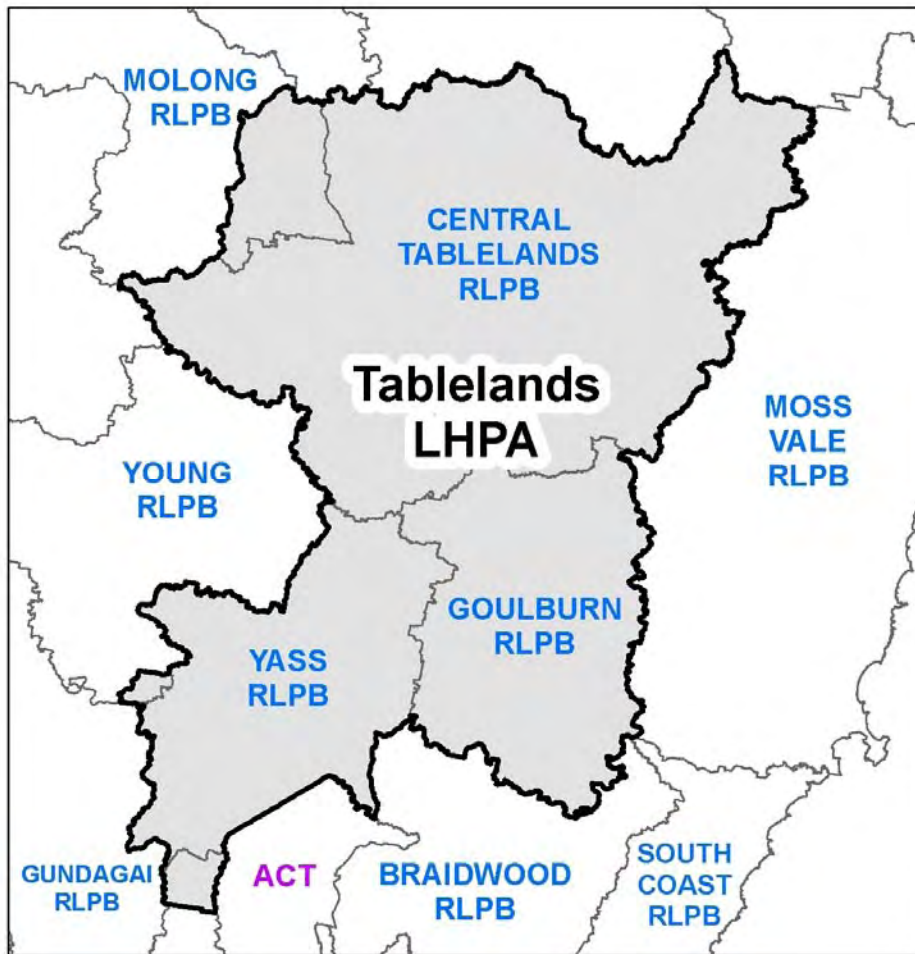 MOLONG
RLPB
CENTRAL
TABLELANDS
RLPB
Tablelands
LHPA
MOSS
VALE
RLPB
YOUNG
RLPB
GOULBURN
RLPB
YASS
RLPB
GUNDAGAI
RLPB
ACT
BRAIDWOOD
RLPB
SOUTH
COAST
RLPB